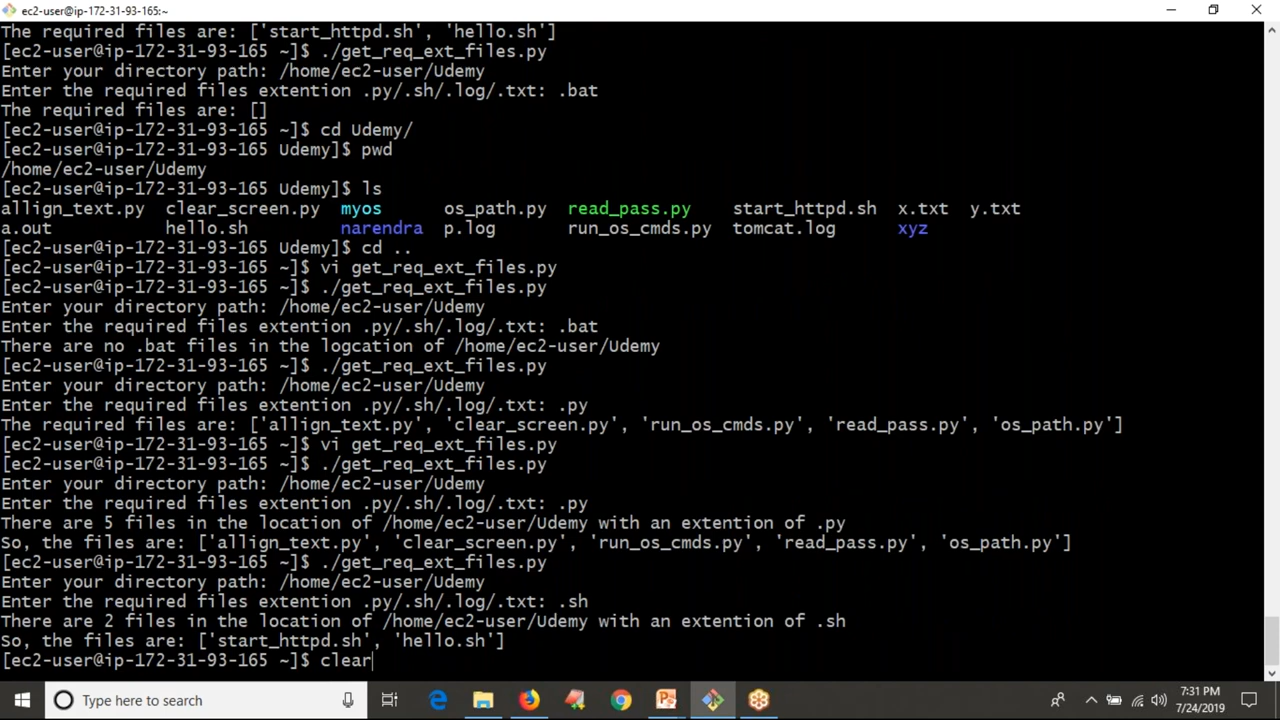 ec2-user@ip-172-31-93-165:~
The required files are: ['start_httpd.sh', 'hello.sh']
[ec2-user@ip-172-31-93-165 ~]$ ./get_req_ext_files.py
Enter your directory path: /home/ec2-user/Udemy
Enter the required files extention .py/.sh/.log/.txt: .bat
The required files are: []
[ec2-user@ip-172-31-93-165 ~]$ cd Udemy/
[ec2-user@ip-172-31-93-165 Udemy]$ pwd
/home/ec2-user/Udemy
[ec2-user@ip-172-31-93-165 Udemy]$ ls
allign_text.py clear_screen.py myos os_path.py read_pass.py start_httpd.sh x.txt y.txt
a.out hello.sh narendra p.log run_os_cmds.py tomcat.log xyz
[ec2-user@ip-172-31-93-165 Udemy]$ cd ..
[ec2-user@ip-172-31-93-165 ~]$ vi get_req_ext_files.py
[ec2-user@ip-172-31-93-165 ~]$ ./get_req_ext_files.py
Enter your directory path: /home/ec2-user/Udemy
Enter the required files extention .py/.sh/.log/.txt: .bat
There are no .bat files in the logcation of /home/ec2-user/Udemy
[ec2-user@ip-172-31-93-165 ~]$ ./get_req_ext_files.py
Enter your directory path: /home/ec2-user/Udemy
Enter the required files extention .py/.sh/.log/.txt: .py
The required files are: ['allign_text.py', 'clear_screen.py', 'run_os_cmds.py', 'read_pass.py', 'os_path.py']
[ec2-user@ip-172-31-93-165 ~]$ vi get_req_ext_files.py
[ec2-user@ip-172-31-93-165 ~]$ ./get_req_ext_files.py
Enter your directory path: /home/ec2-user/Udemy
Enter the required files extention .py/.sh/.log/.txt: .py
There are 5 files in the location of /home/ec2-user/Udemy with an extention of .py
So, the files are: ['allign_text.py', 'clear_screen.py', 'run_os_cmds.py', 'read_pass.py', 'os_path.py']
[ec2-user@ip-172-31-93-165 ~]$ ./get_req_ext_files.py
Enter your directory path: /home/ec2-user/Udemy
Enter the required files extention .py/.sh/.log/.txt: .sh
There are 2 files in the location of /home/ec2-user/Udemy with an extention of .sh
So, the files are: ['start_httpd.sh', 'hello.sh']
[ec2-user@ip-172-31-93-165 ~]$ clear
Type here to search
7:31 PM
7/24/2019